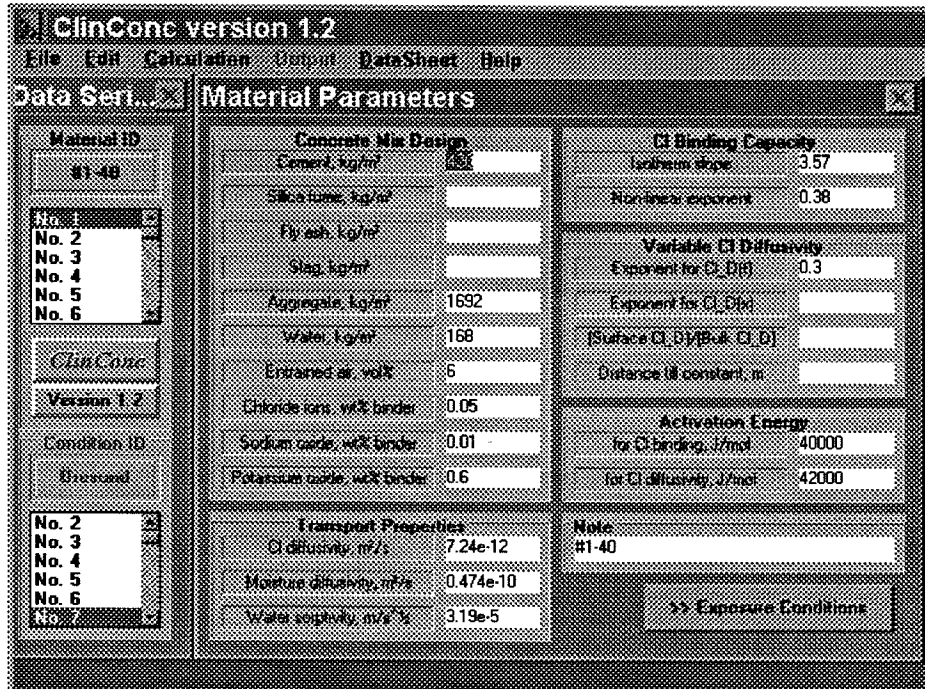 ClinConc version 1.2
File Edit Calculation Output DataSheet Help
Data Seri...
Material ID
#1-40
No. 1
No. 2
No. 3
No. 4
No. 5
No. 6
ClinConc
Version 1.2
Condition ID
Öresund
No. 2
No. 3
No. 4
No. 5
No. 6
No. 7
Material Parameters
Concrete Mix Design
Cement, kg/m³
Silica fume, kg/m³
Fly ash, kg/m³
Slag, kg/m³
Aggregate, kg/m³ 1692
Water, kg/m³ 168
Entrained air, vol% 6
Chloride ions, wt% binder 0.05
Sodium oxide, wt% binder 0.01
Potassium oxide, wt% binder 0.6
Transport Properties
Cl diffusivity, m²/s 7.24e-12
Moisture diffusivity, m²/s 0.474e-10
Water sorptivity, 3.19e-5
Cl Binding Capacity
Isotherm slope 3.57
Non-linear exponent 0.38
Variable Cl Diffusivity
Exponent for Cl_D(t) 0.3
Exponent for Cl_D(x)
[Surface Cl_D]/[Bulk Cl_D]
Distance till constant, m
Activation Energy
for Cl binding, J/mol 40000
for Cl diffusivity, J/mol 42000
Note
#1-40
>> Exposure Conditions